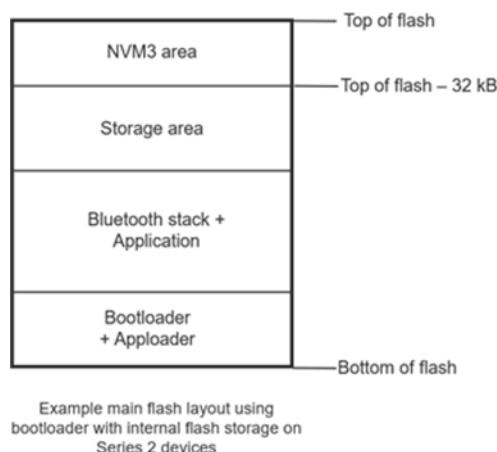 Top of flash
NVM3 area
Top of flash – 32 kB
Storage area
Bluetooth stack +
Application
Bootloader
+ Apploader
Bottom of flash
Example main flash layout using
bootloader with internal flash storage on
Series 2 devices